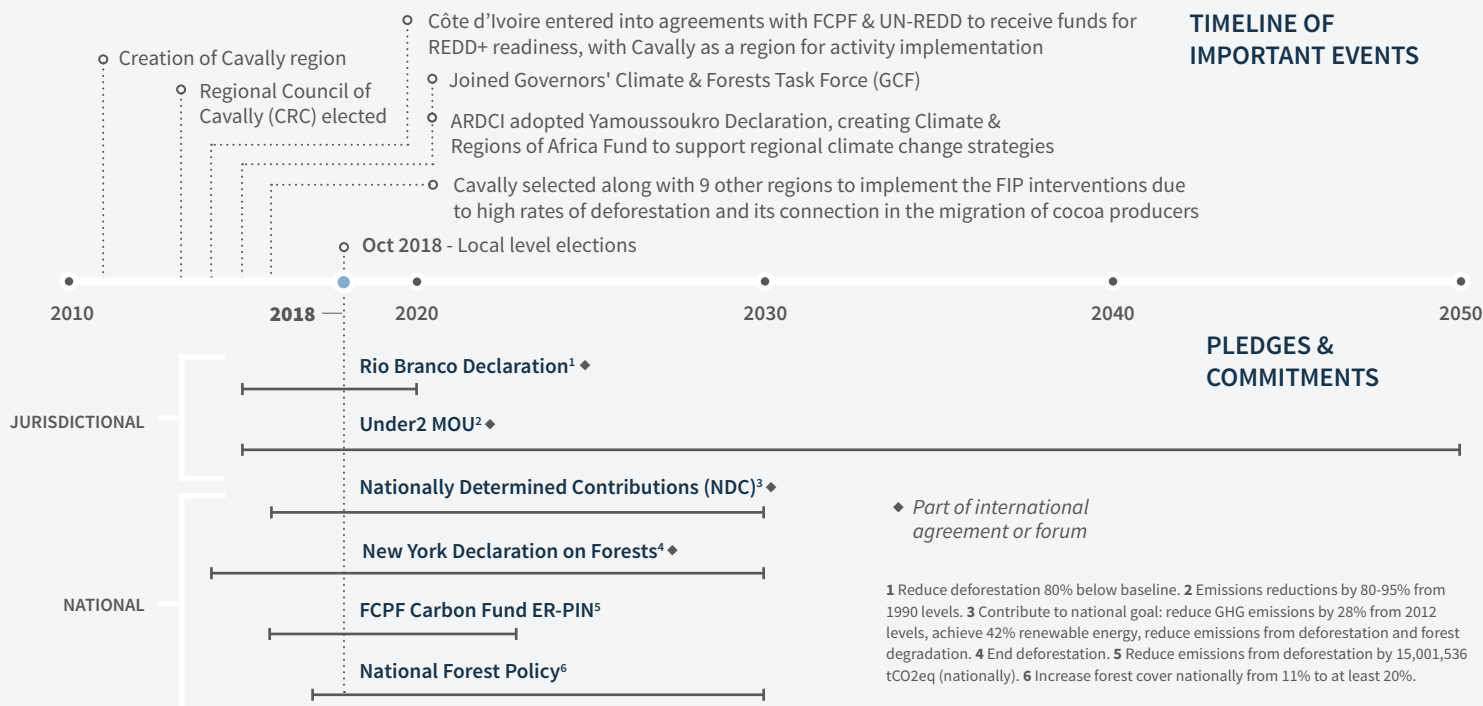 TIMELINE OF
IMPORTANT EVENTS
Creation of Cavally region
Regional Council of
Cavally (CRC) elected
Côte d’Ivoire entered into agreements with FCPF & UN-REDD to receive funds for
REDD+ readiness, with Cavally as a region for activity implementation
Joined Governors' Climate & Forests Task Force (GCF)
ARDCI adopted Yamoussoukro Declaration, creating Climate &
Regions of Africa Fund to support regional climate change strategies
Cavally selected along with 9 other regions to implement the FIP interventions due
to high rates of deforestation and its connection in the migration of cocoa producers
Oct 2018 - Local level elections
2010 2018 2020 2030 2040 2050
PLEDGES &
COMMITMENTS
JURISDICTIONAL
Rio Branco Declaration¹ ◆
Under2 MOU² ◆
NATIONAL
Nationally Determined Contributions (NDC)³ ◆
New York Declaration on Forests⁴ ◆
FCPF Carbon Fund ER-PIN⁵
National Forest Policy⁶
◆ Part of international
agreement or forum
1 Reduce deforestation 80% below baseline. 2 Emissions reductions by 80-95% from
1990 levels. 3 Contribute to national goal: reduce GHG emissions by 28% from 2012
levels, achieve 42% renewable energy, reduce emissions from deforestation and forest
degradation. 4 End deforestation. 5 Reduce emissions from deforestation by 15,001,536
tCO2eq (nationally). 6 Increase forest cover nationally from 11% to at least 20%.